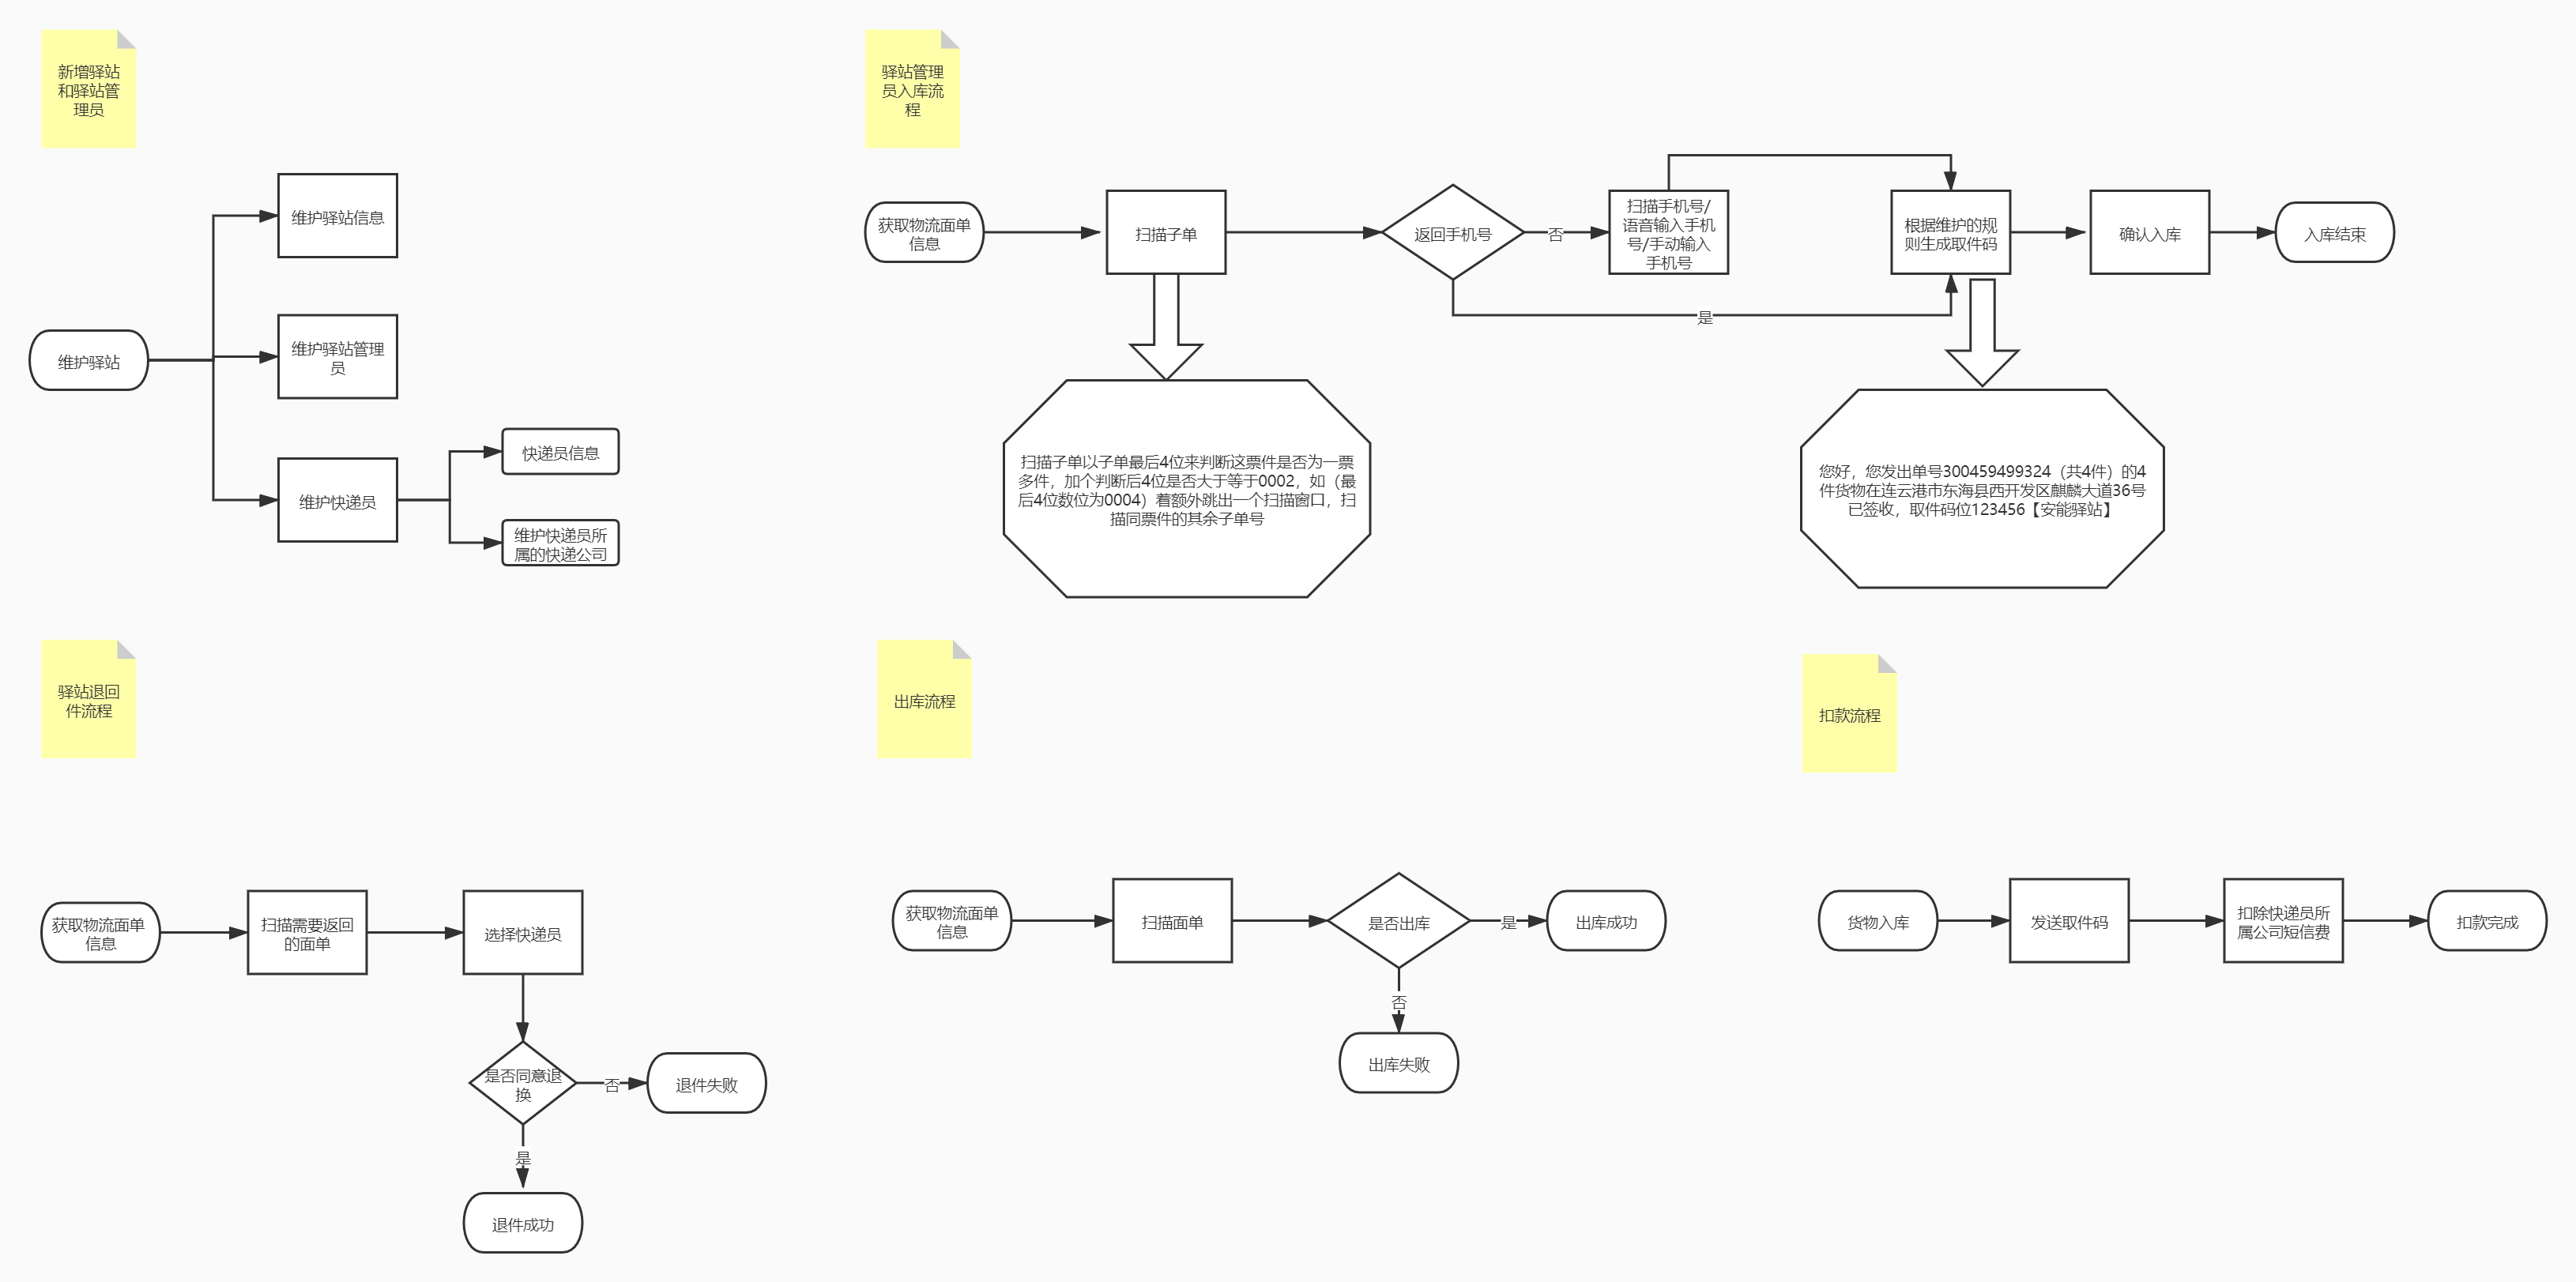 新增驿站
和驿站管
理员
维护驿站
维护驿站信息
维护驿站管理
员
维护快递员
快递员信息
维护快递员所
属的快递公司
驿站管理
员入库流
程
获取物流面单
信息
扫描子单
返回手机号
否
扫描手机号/
语音输入手机
号/手动输入
手机号
是
根据维护的规
则生成取件码
确认入库
入库结束
扫描子单以子单最后4位来判断这票件是否为一票
多件，加个判断后4位是否大于等于0002，如（最
后4位数位为0004）着额外跳出一个扫描窗口，扫
描同票件的其余子单号
您好，您发出单号300459499324（共4件）的4
件货物在连云港市东海县西开发区麒麟大道36号
已签收，取件码位123456【安能驿站】
驿站退回
件流程
获取物流面单
信息
扫描需要返回
的面单
选择快递员
是否同意退
换
否
退件失败
是
退件成功
出库流程
获取物流面单
信息
扫描面单
是否出库
是
出库成功
否
出库失败
扣款流程
货物入库
发送取件码
扣除快递员所
属公司短信费
扣款完成